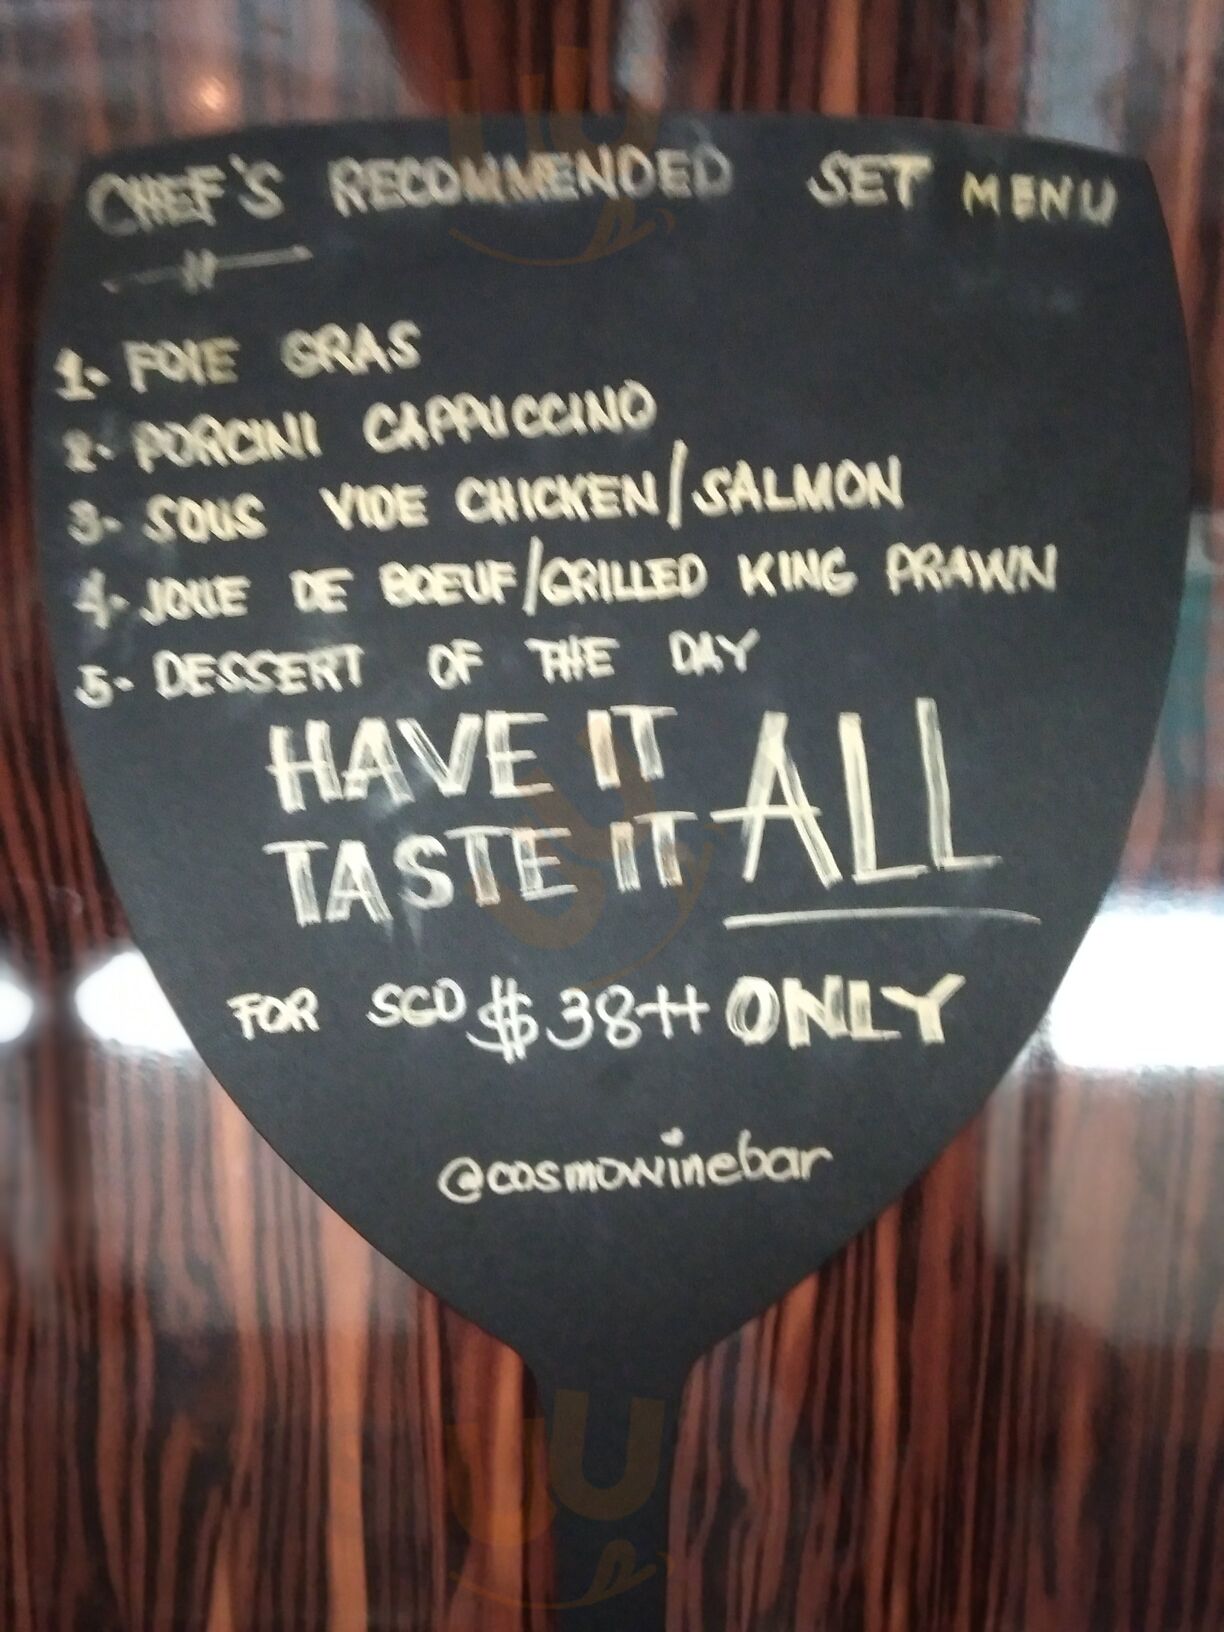 CHEF'S RECOMMENDED SET MENU
1- FOIE GRAS
2- PORCINI CAPPUCCINO
3- SOUS VIDE CHICKEN/SALMON
4- JOUE DE BOEUF/GRILLED KING PRAWN
5- DESSERT OF THE DAY
HAVE IT
TASTE IT ALL
FOR SGD $38++ ONLY
@cosmowinebar